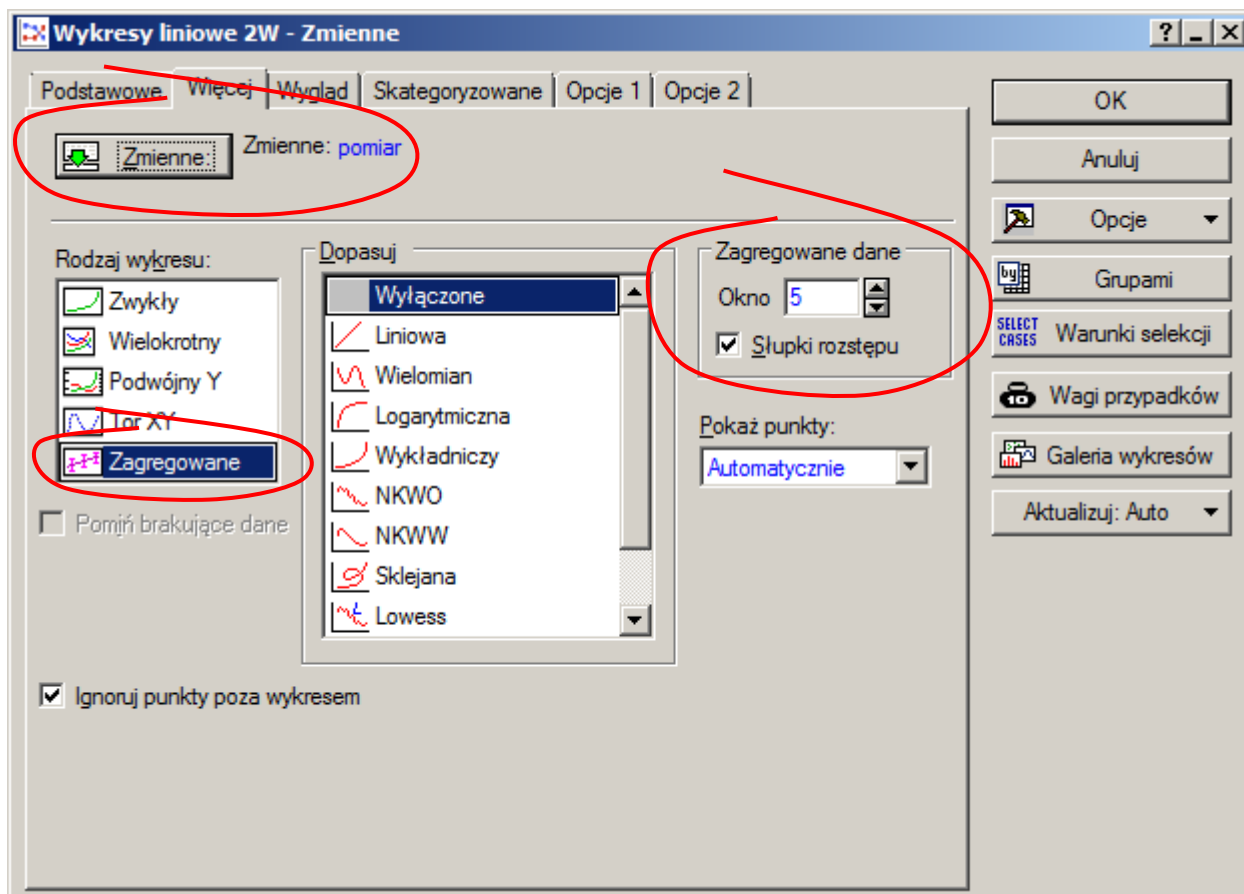 Wykresy liniowe 2W - Zmienne
Podstawowe Więcej Wygląd Skategoryzowane Opcje 1 Opcje 2
Zmienne: Zmienne: pomiar
Rodzaj wykresu:
Zwykły
Wielokrotny
Podwójny Y
Tor XY
Zagregowane
Pomiń brakujące dane
Dopasuj
Wyłączone
Liniowa
Wielomian
Logarytmiczna
Wykładniczy
NKWO
NKWW
Sklejana
Lowess
Zagregowane dane
Okno 5
Słupki rozstępu
Pokaż punkty:
Automatycznie
Ignoruj punkty poza wykresem
OK
Anuluj
Opcje
by Grupami
SELECT CASES Warunki selekcji
Wagi przypadków
Galeria wykresów
Aktualizuj: Auto